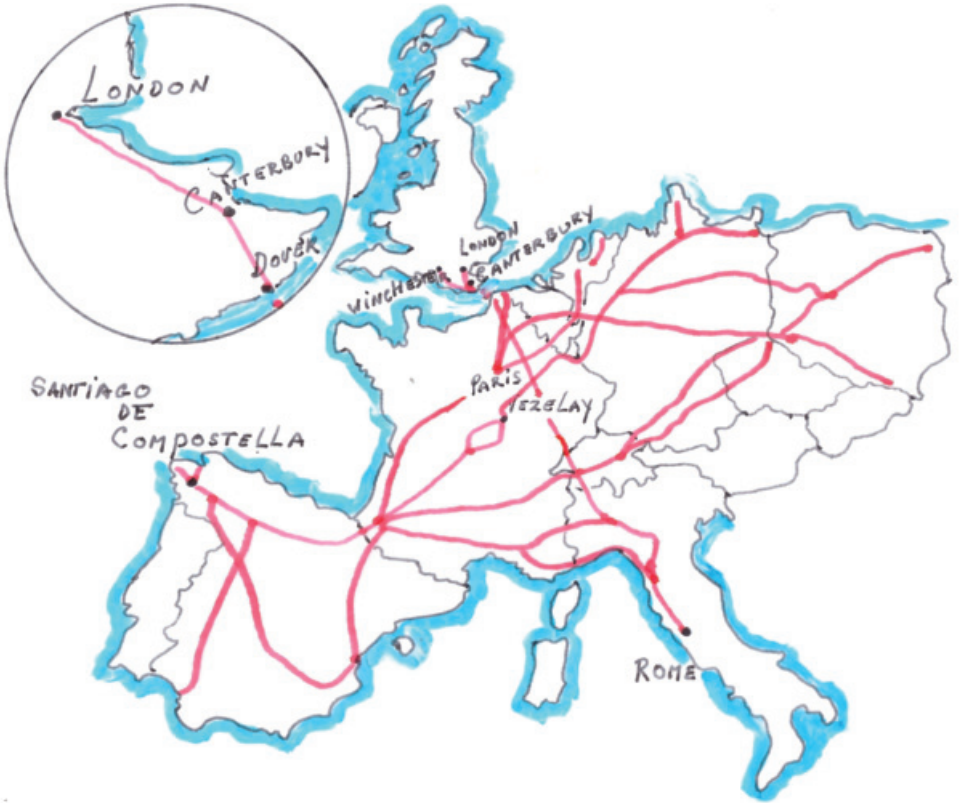 LONDON
CANTERBURY
DOVER
LONDON
CANTERBURY
WINCHESTER
PARIS
VEZELAY
SANTIAGO
DE
COMPOSTELLA
ROME